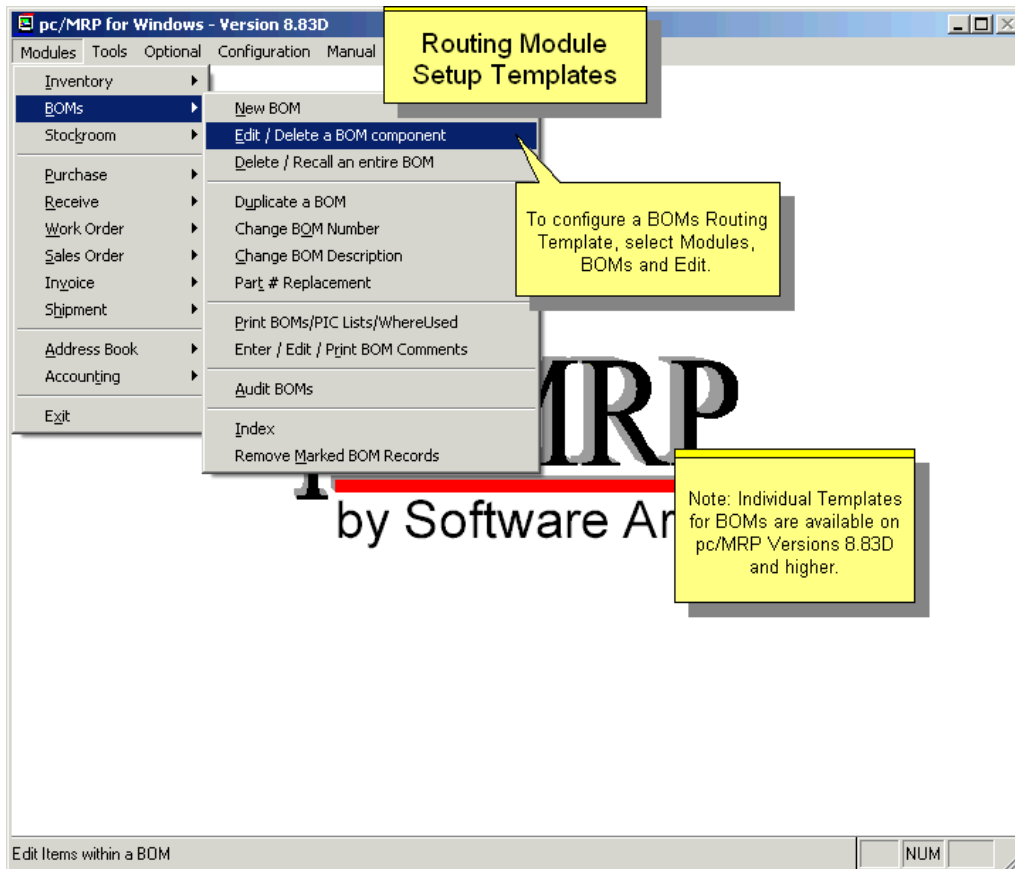 pc/MRP for Windows - Version 8.83D
Modules Tools Optional Configuration Manual
Routing Module
Setup Templates
Inventory
BOMs
Stockroom
Purchase
Receive
Work Order
Sales Order
Invoice
Shipment
Address Book
Accounting
Exit
New BOM
Edit / Delete a BOM component
Delete / Recall an entire BOM
Duplicate a BOM
Change BOM Number
Change BOM Description
Part # Replacement
Print BOMs/PIC Lists/WhereUsed
Enter / Edit / Print BOM Comments
Audit BOMs
Index
Remove Marked BOM Records
To configure a BOMs Routing
Template, select Modules,
BOMs and Edit.
MRP
by Software Ar
Note: Individual Templates
for BOMs are available on
pc/MRP Versions 8.83D
and higher.
Edit Items within a BOM
NUM